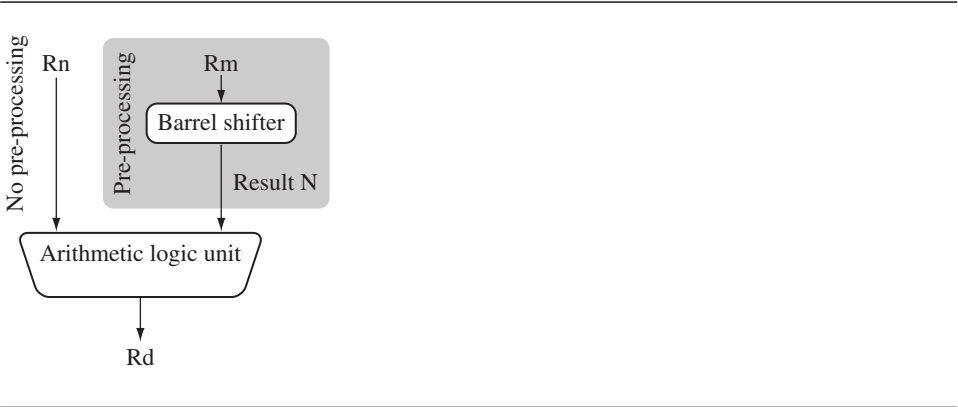 No pre-processing
Rn
Pre-processing
Rm
Barrel shifter
Result N
Arithmetic logic unit
Rd